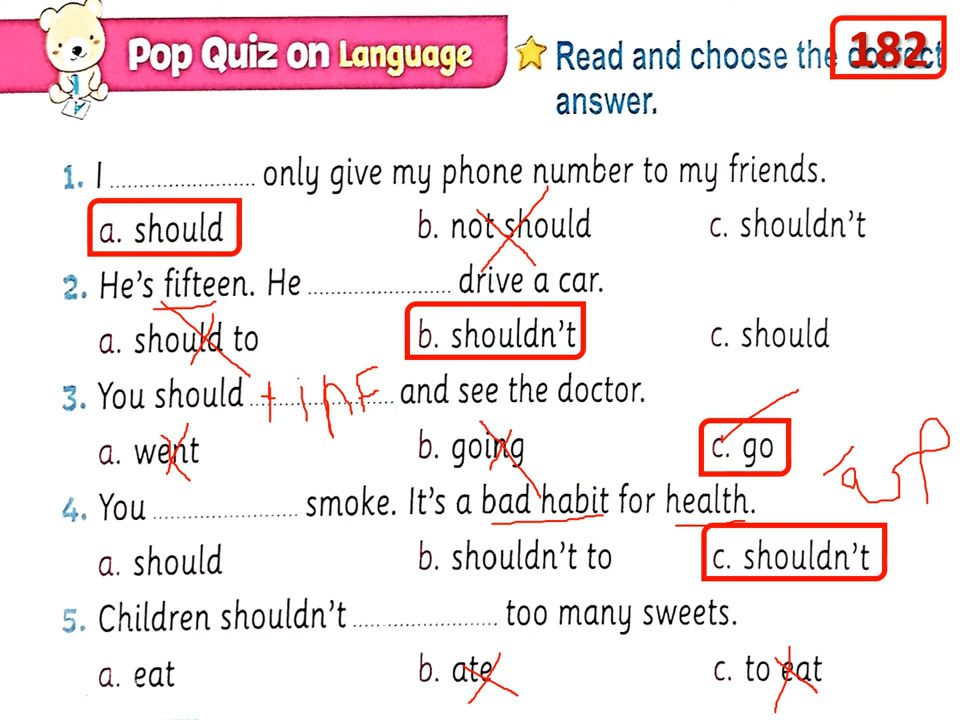 Pop Quiz on Language
Read and choose the correct
182
answer.
1. I ........................ only give my phone number to my friends.
a. should b. not should c. shouldn't
2. He's fifteen. He ........................ drive a car.
a. should to b. shouldn't c. should
3. You should ........................ and see the doctor.
+ inf
a. went b. going c. go
4. You ........................ smoke. It's a bad habit for health.
a. should b. shouldn't to c. shouldn't
5. Children shouldn't ........................ too many sweets.
a. eat b. ate c. to eat